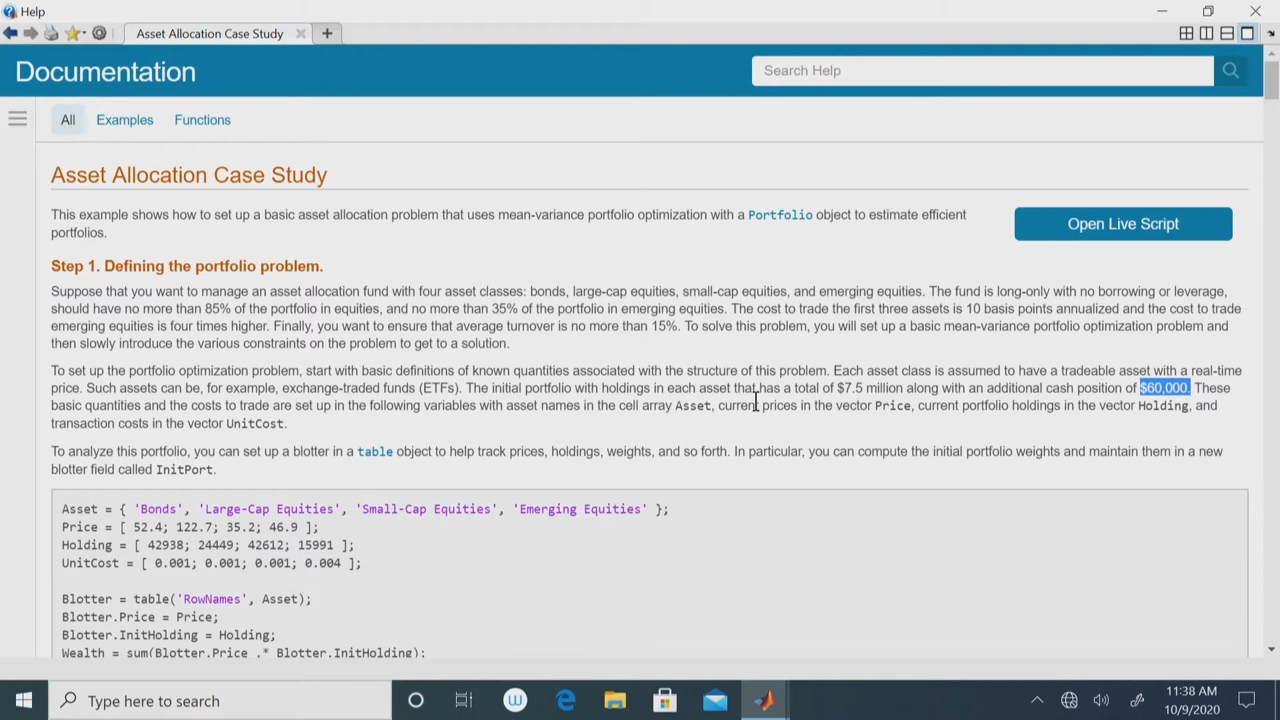 Help
Asset Allocation Case Study
Documentation
Search Help
All Examples Functions
Asset Allocation Case Study
This example shows how to set up a basic asset allocation problem that uses mean-variance portfolio optimization with a Portfolio object to estimate efficient
portfolios.
Open Live Script
Step 1. Defining the portfolio problem.
Suppose that you want to manage an asset allocation fund with four asset classes: bonds, large-cap equities, small-cap equities, and emerging equities. The fund is long-only with no borrowing or leverage,
should have no more than 85% of the portfolio in equities, and no more than 35% of the portfolio in emerging equities. The cost to trade the first three assets is 10 basis points annualized and the cost to trade
emerging equities is four times higher. Finally, you want to ensure that average turnover is no more than 15%. To solve this problem, you will set up a basic mean-variance portfolio optimization problem and
then slowly introduce the various constraints on the problem to get to a solution.
To set up the portfolio optimization problem, start with basic definitions of known quantities associated with the structure of this problem. Each asset class is assumed to have a tradeable asset with a real-time
price. Such assets can be, for example, exchange-traded funds (ETFs). The initial portfolio with holdings in each asset that has a total of $7.5 million along with an additional cash position of $60,000. These
basic quantities and the costs to trade are set up in the following variables with asset names in the cell array Asset, current prices in the vector Price, current portfolio holdings in the vector Holding, and
transaction costs in the vector UnitCost.
To analyze this portfolio, you can set up a blotter in a table object to help track prices, holdings, weights, and so forth. In particular, you can compute the initial portfolio weights and maintain them in a new
blotter field called InitPort.
Asset = { 'Bonds', 'Large-Cap Equities', 'Small-Cap Equities', 'Emerging Equities' };
Price = [ 52.4; 122.7; 35.2; 46.9 ];
Holding = [ 42938; 24449; 42612; 15991 ];
UnitCost = [ 0.001; 0.001; 0.001; 0.004 ];
Blotter = table('RowNames', Asset);
Blotter.Price = Price;
Blotter.InitHolding = Holding;
Wealth = sum(Blotter.Price .* Blotter.InitHolding);
Type here to search
11:38 AM
10/9/2020